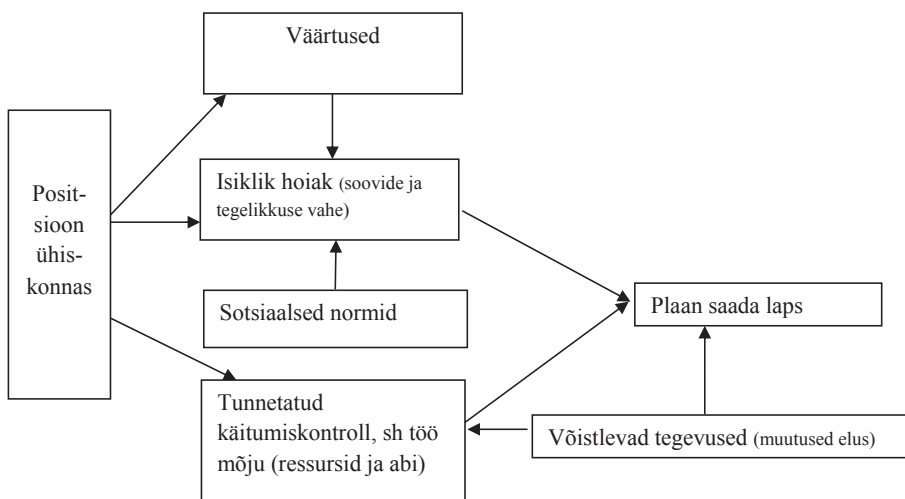 Väärtused
Posit-
sioon
ühis-
konnas
Isiklik hoiak (soovide ja
tegelikkuse vahe)
Sotsiaalsed normid
Plaan saada laps
Tunnetatud
käitumiskontroll, sh töö
mõju (ressursid ja abi)
Võistlevad tegevused (muutused elus)